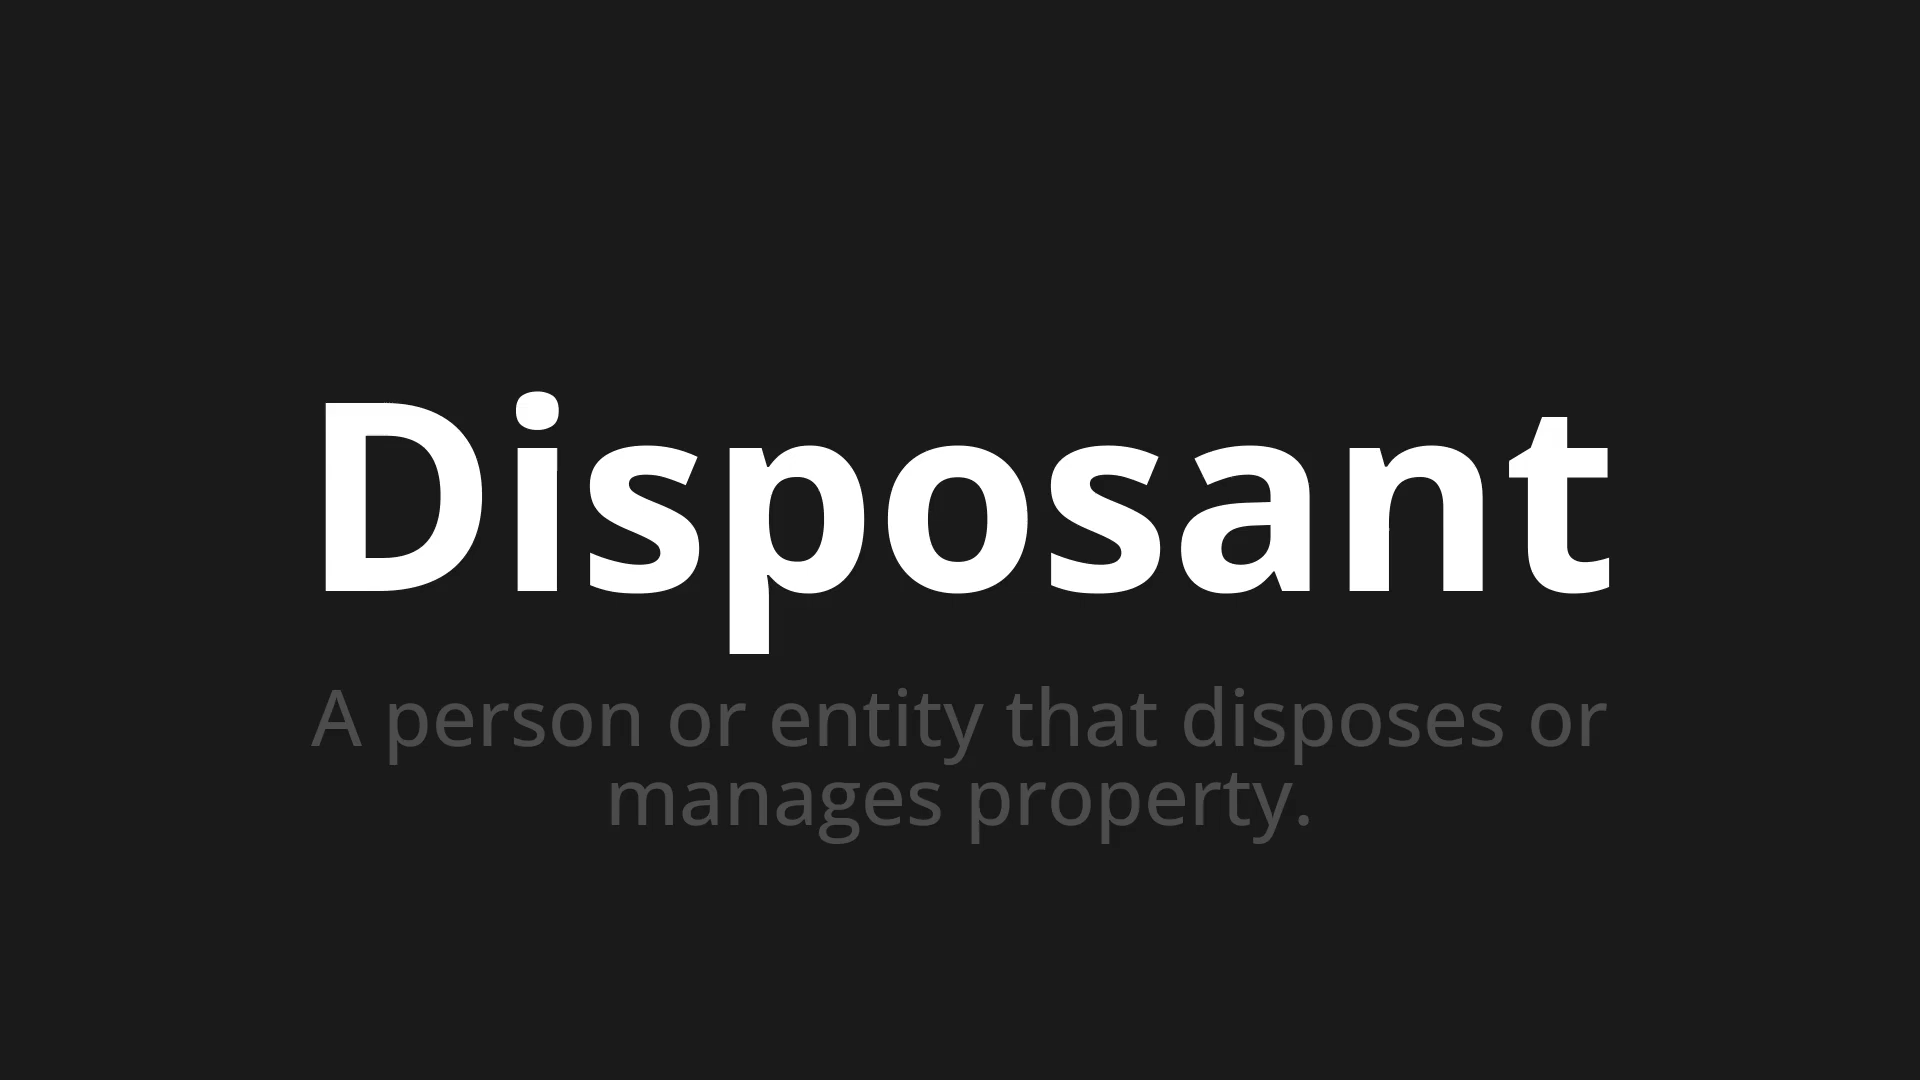 Disposant
A person or entity that disposes or
manages property.